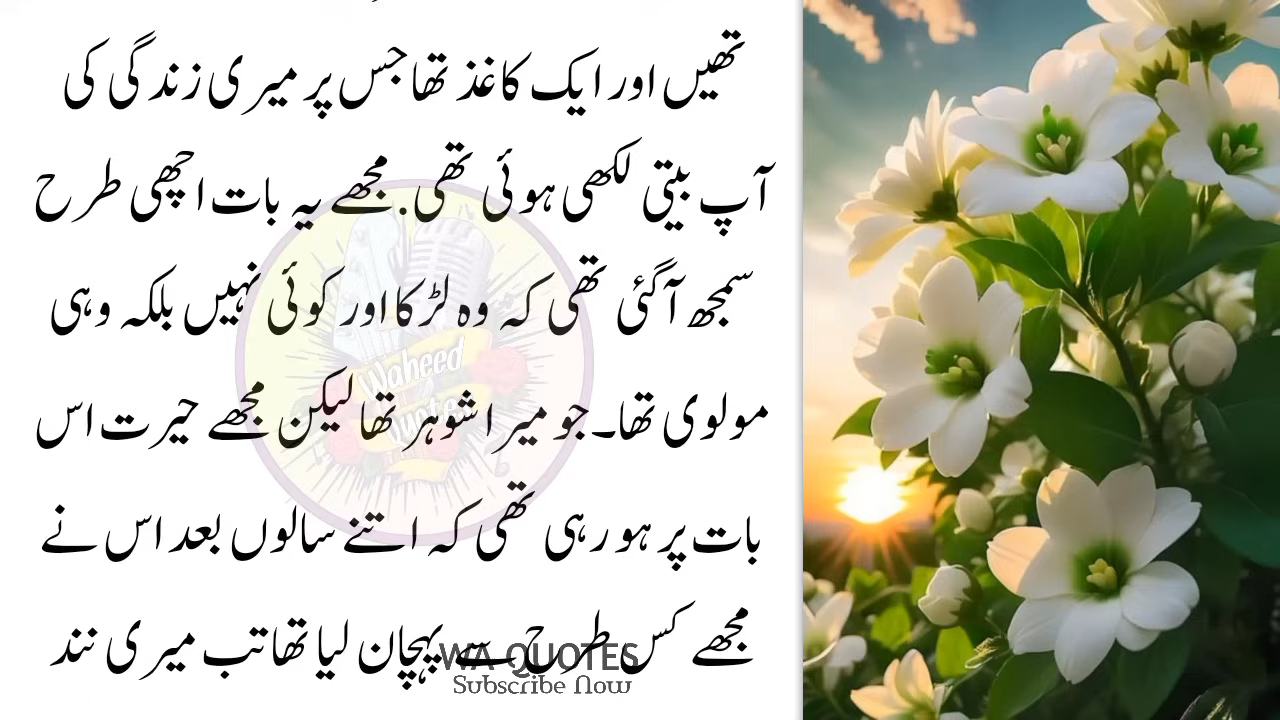 تھیں اور ایک کاغذ تھا جس پر میری زندگی کی
آپ بیتی لکھی ہوئی تھی. مجھے یہ بات اچھی طرح
سمجھ آگئی تھی کہ وہ لڑکا اور کوئی نہیں بلکہ وہی
مولوی تھا۔ جو میرا شوہر تھا لیکن مجھے حیرت اس
بات پر ہو رہی تھی کہ اتنے سالوں بعد اس نے
مجھے کس طرح سے پہچان لیا تھا تب میری نند
Waheed
WA QUOTES
Subscribe Now